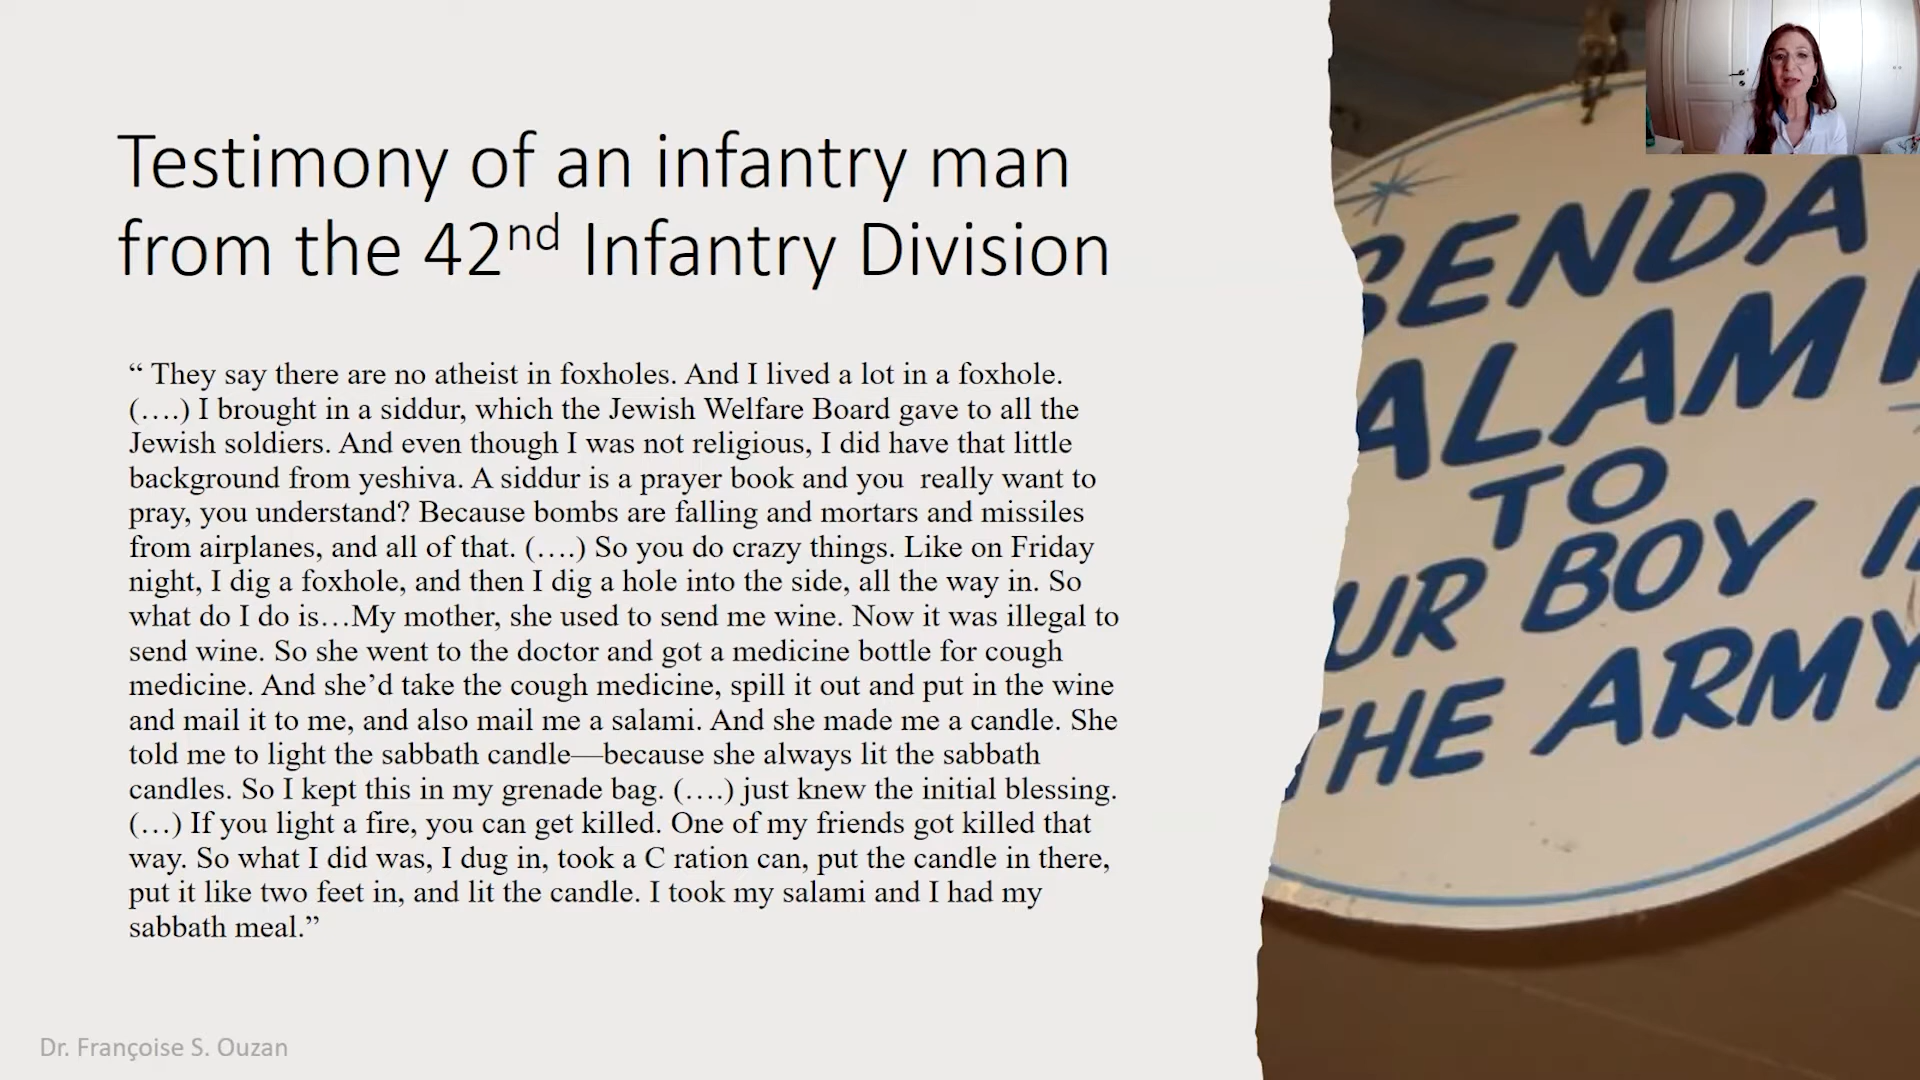 Testimony of an infantry man
from the 42nd Infantry Division
“ They say there are no atheist in foxholes. And I lived a lot in a foxhole.
(….) I brought in a siddur, which the Jewish Welfare Board gave to all the
Jewish soldiers. And even though I was not religious, I did have that little
background from yeshiva. A siddur is a prayer book and you  really want to
pray, you understand? Because bombs are falling and mortars and missiles
from airplanes, and all of that. (….) So you do crazy things. Like on Friday
night, I dig a foxhole, and then I dig a hole into the side, all the way in. So
what do I do is…My mother, she used to send me wine. Now it was illegal to
send wine. So she went to the doctor and got a medicine bottle for cough
medicine. And she’d take the cough medicine, spill it out and put in the wine
and mail it to me, and also mail me a salami. And she made me a candle. She
told me to light the sabbath candle—because she always lit the sabbath
candles. So I kept this in my grenade bag. (….) just knew the initial blessing.
(…) If you light a fire, you can get killed. One of my friends got killed that
way. So what I did was, I dug in, took a C ration can, put the candle in there,
put it like two feet in, and lit the candle. I took my salami and I had my
sabbath meal.”
Dr. Françoise S. Ouzan
SENDA
ALAM
TO
UR BOY I
THE ARMY